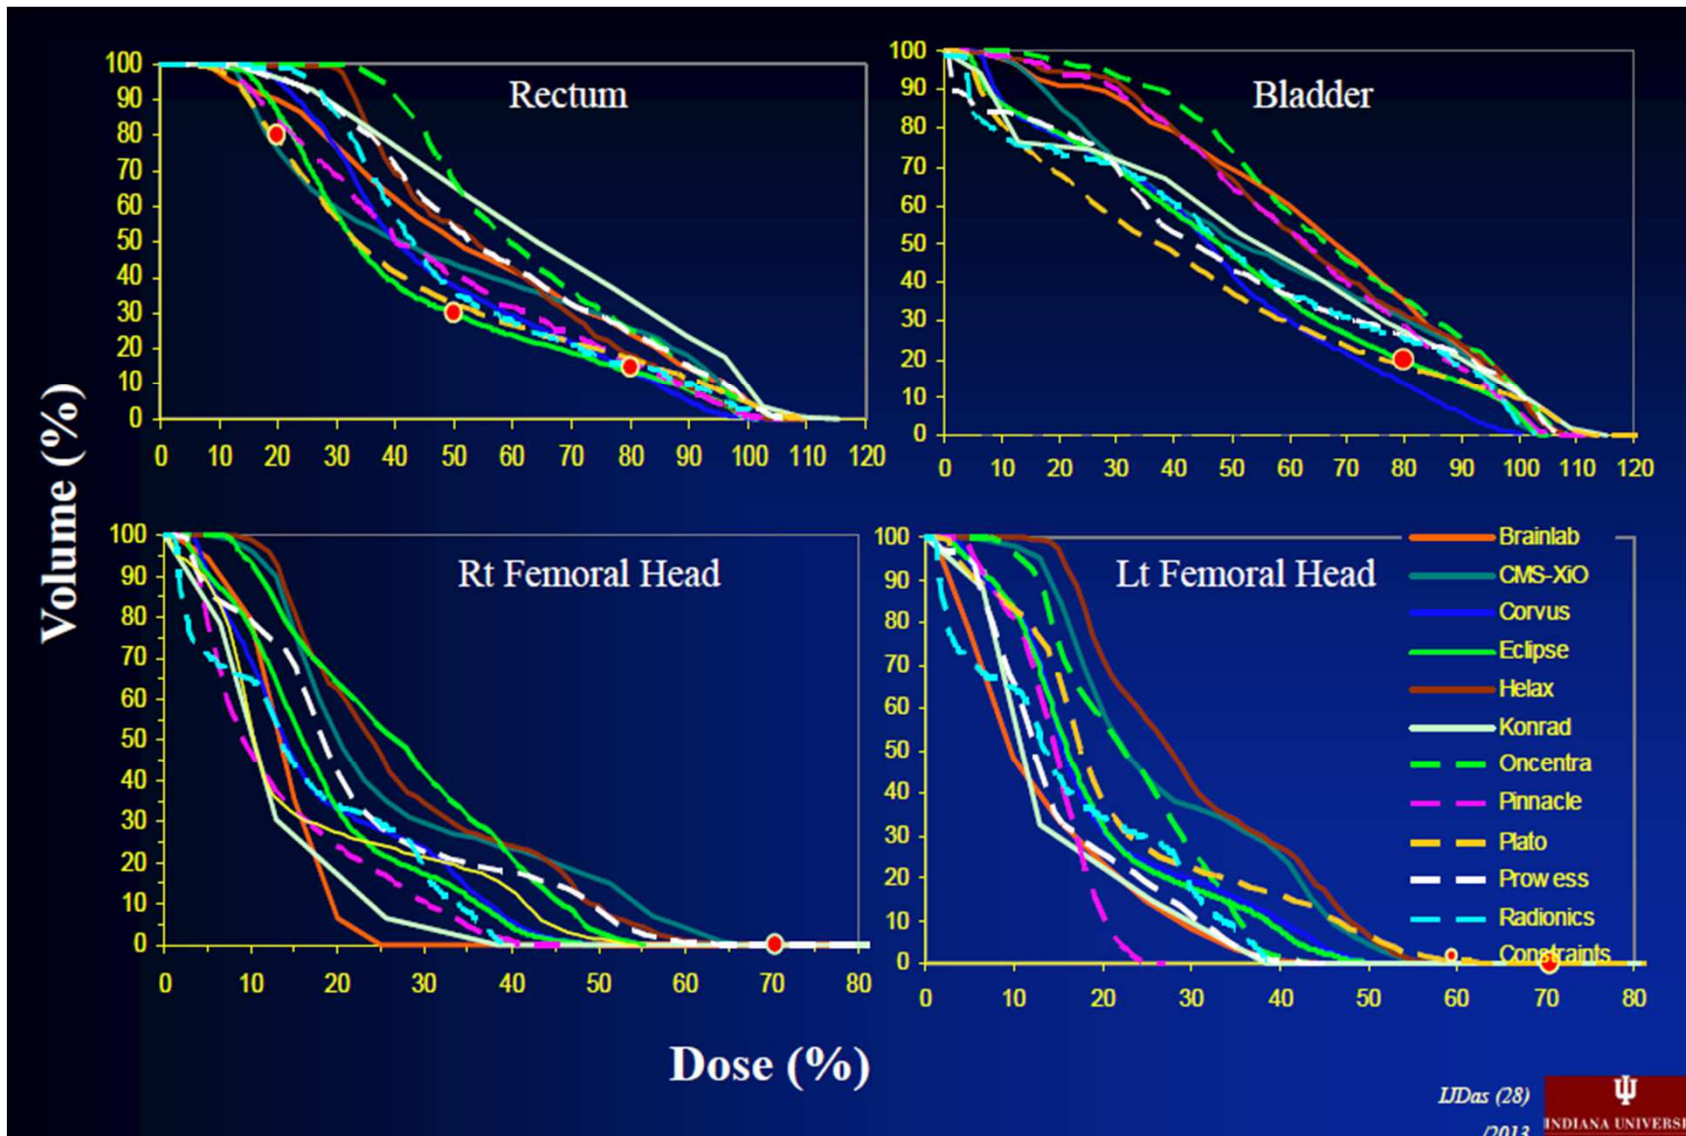 Rectum
100
90
80
70
60
50
40
30
20
10
0
0 10 20 30 40 50 60 70 80 90 100 110 120
Bladder
100
90
80
70
60
50
40
30
20
10
0
0 10 20 30 40 50 60 70 80 90 100 110 120
Volume (%)
Rt Femoral Head
100
90
80
70
60
50
40
30
20
10
0
0 10 20 30 40 50 60 70 80
Lt Femoral Head
100
90
80
70
60
50
40
30
20
10
0
0 10 20 30 40 50 60 70 80
Brainlab
CMS-XiO
Corvus
Eclipse
Helax
Konrad
Oncentra
Pinnacle
Plato
Prowess
Radionics
Constraints
Dose (%)
IJDas (28)
/2013
INDIANA UNIVERSI